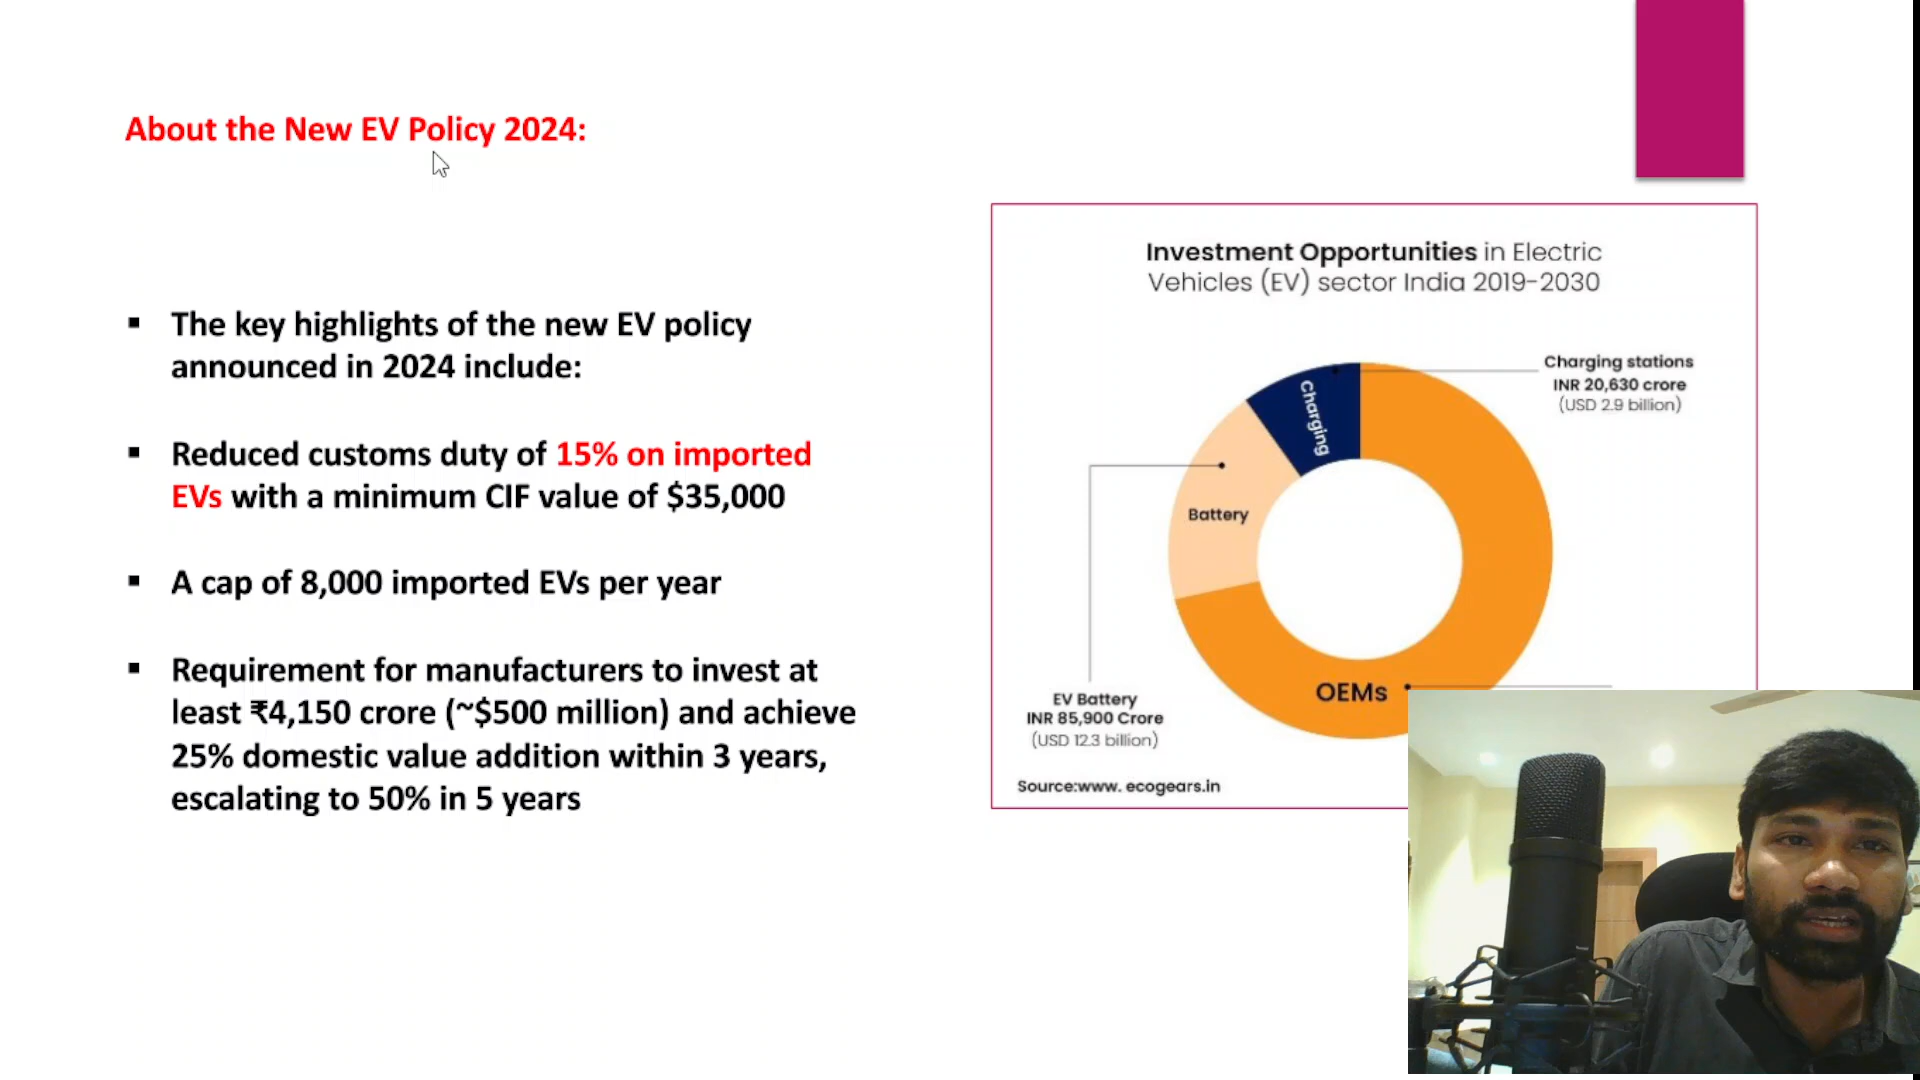 About the New EV Policy 2024:
▪ The key highlights of the new EV policy
announced in 2024 include:
▪ Reduced customs duty of 15% on imported
EVs with a minimum CIF value of $35,000
▪ A cap of 8,000 imported EVs per year
▪ Requirement for manufacturers to invest at
least ₹4,150 crore (~$500 million) and achieve
25% domestic value addition within 3 years,
escalating to 50% in 5 years
Investment Opportunities in Electric
Vehicles (EV) sector India 2019-2030
Charging stations
INR 20,630 crore
(USD 2.9 billion)
Charging
Battery
OEMs
EV Battery
INR 85,900 Crore
(USD 12.3 billion)
Source:www. ecogears.in